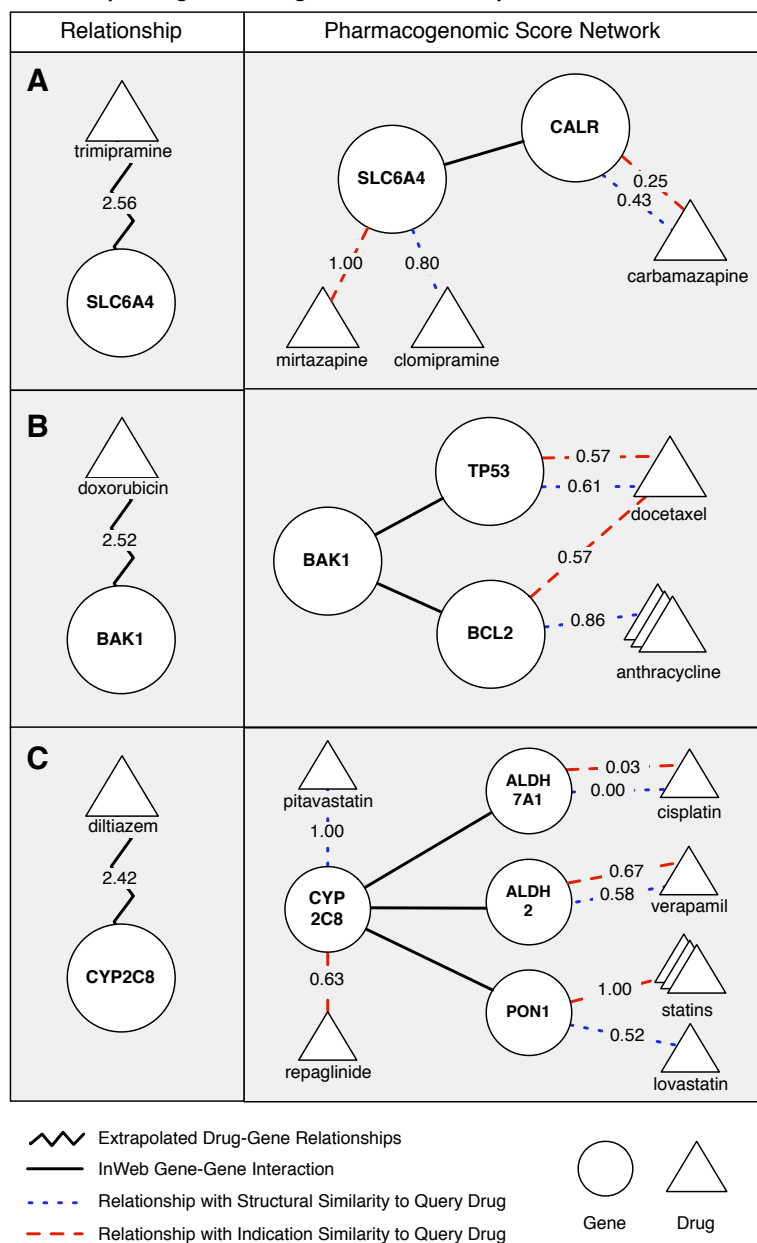 Relationship
Pharmacogenomic Score Network
A
trimipramine
2.56
SLC6A4
SLC6A4
CALR
0.25
0.43
1.00
0.80
carbamazapine
mirtazapine
clomipramine
B
doxorubicin
2.52
BAK1
BAK1
TP53
BCL2
0.57
0.61
docetaxel
0.57
0.86
anthracycline
C
diltiazem
2.42
CYP2C8
pitavastatin
1.00
CYP
2C8
0.63
repaglinide
ALDH
7A1
0.03
0.00
cisplatin
ALDH
2
0.67
0.58
verapamil
PON1
1.00
statins
0.52
lovastatin
Extrapolated Drug-Gene Relationships
InWeb Gene-Gene Interaction
Relationship with Structural Similarity to Query Drug
Relationship with Indication Similarity to Query Drug
Gene
Drug